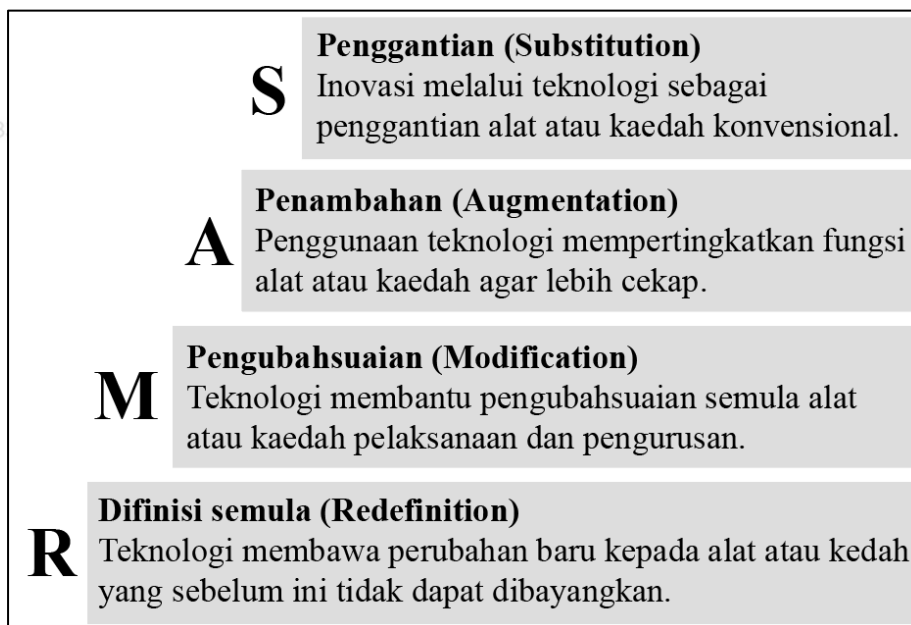 Penggantian (Substitution)
S
Inovasi melalui teknologi sebagai
penggantian alat atau kaedah konvensional.
Penambahan (Augmentation)
A
Penggunaan teknologi mempertingkatkan fungsi
alat atau kaedah agar lebih cekap.
Pengubahsuaian (Modification)
M
Teknologi membantu pengubahsuaian semula alat
atau kaedah pelaksanaan dan pengurusan.
Difinisi semula (Redefinition)
R
Teknologi membawa perubahan baru kepada alat atau kedah
yang sebelum ini tidak dapat dibayangkan.